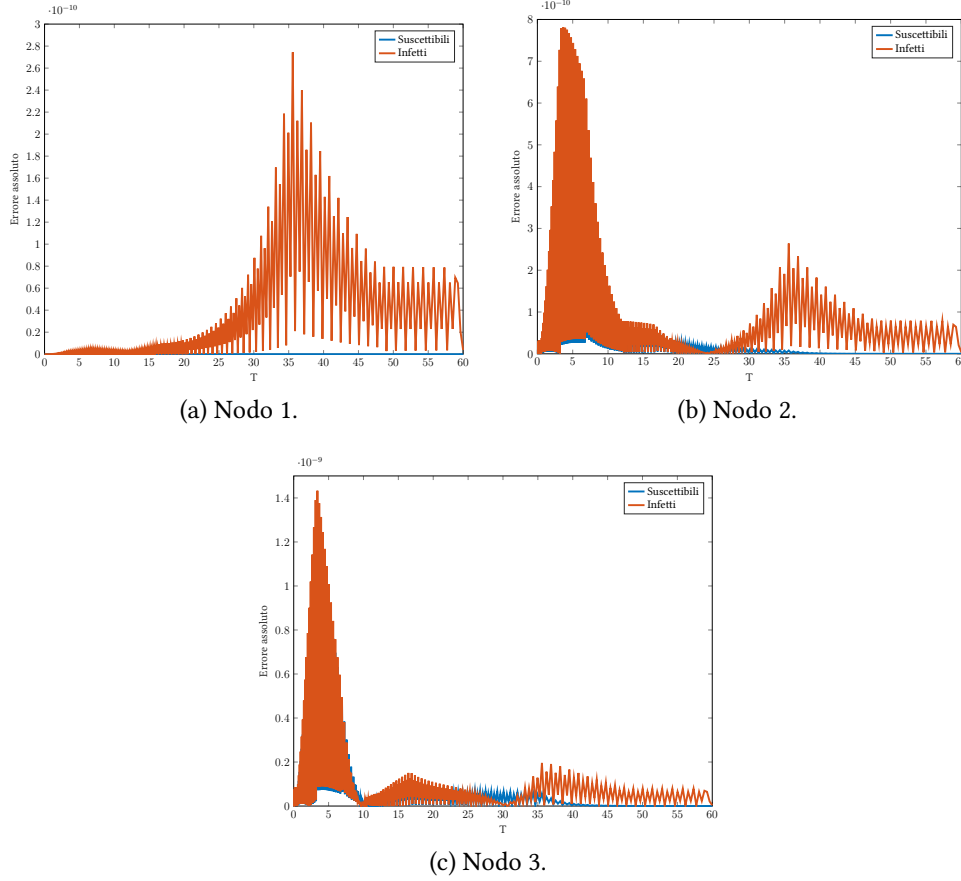 ·10⁻¹⁰
3
2.8
2.6
2.4
2.2
2
1.8
1.6
1.4
1.2
1
0.8
0.6
0.4
0.2
0
Errore assoluto
Suscettibili
Infetti
0 5 10 15 20 25 30 35 40 45 50 55 60
T
(a) Nodo 1.
·10⁻¹⁰
8
7
6
5
4
3
2
1
0
Errore assoluto
Suscettibili
Infetti
0 5 10 15 20 25 30 35 40 45 50 55 60
T
(b) Nodo 2.
·10⁻⁹
1.4
1.2
1
0.8
0.6
0.4
0.2
0
Errore assoluto
Suscettibili
Infetti
0 5 10 15 20 25 30 35 40 45 50 55 60
T
(c) Nodo 3.